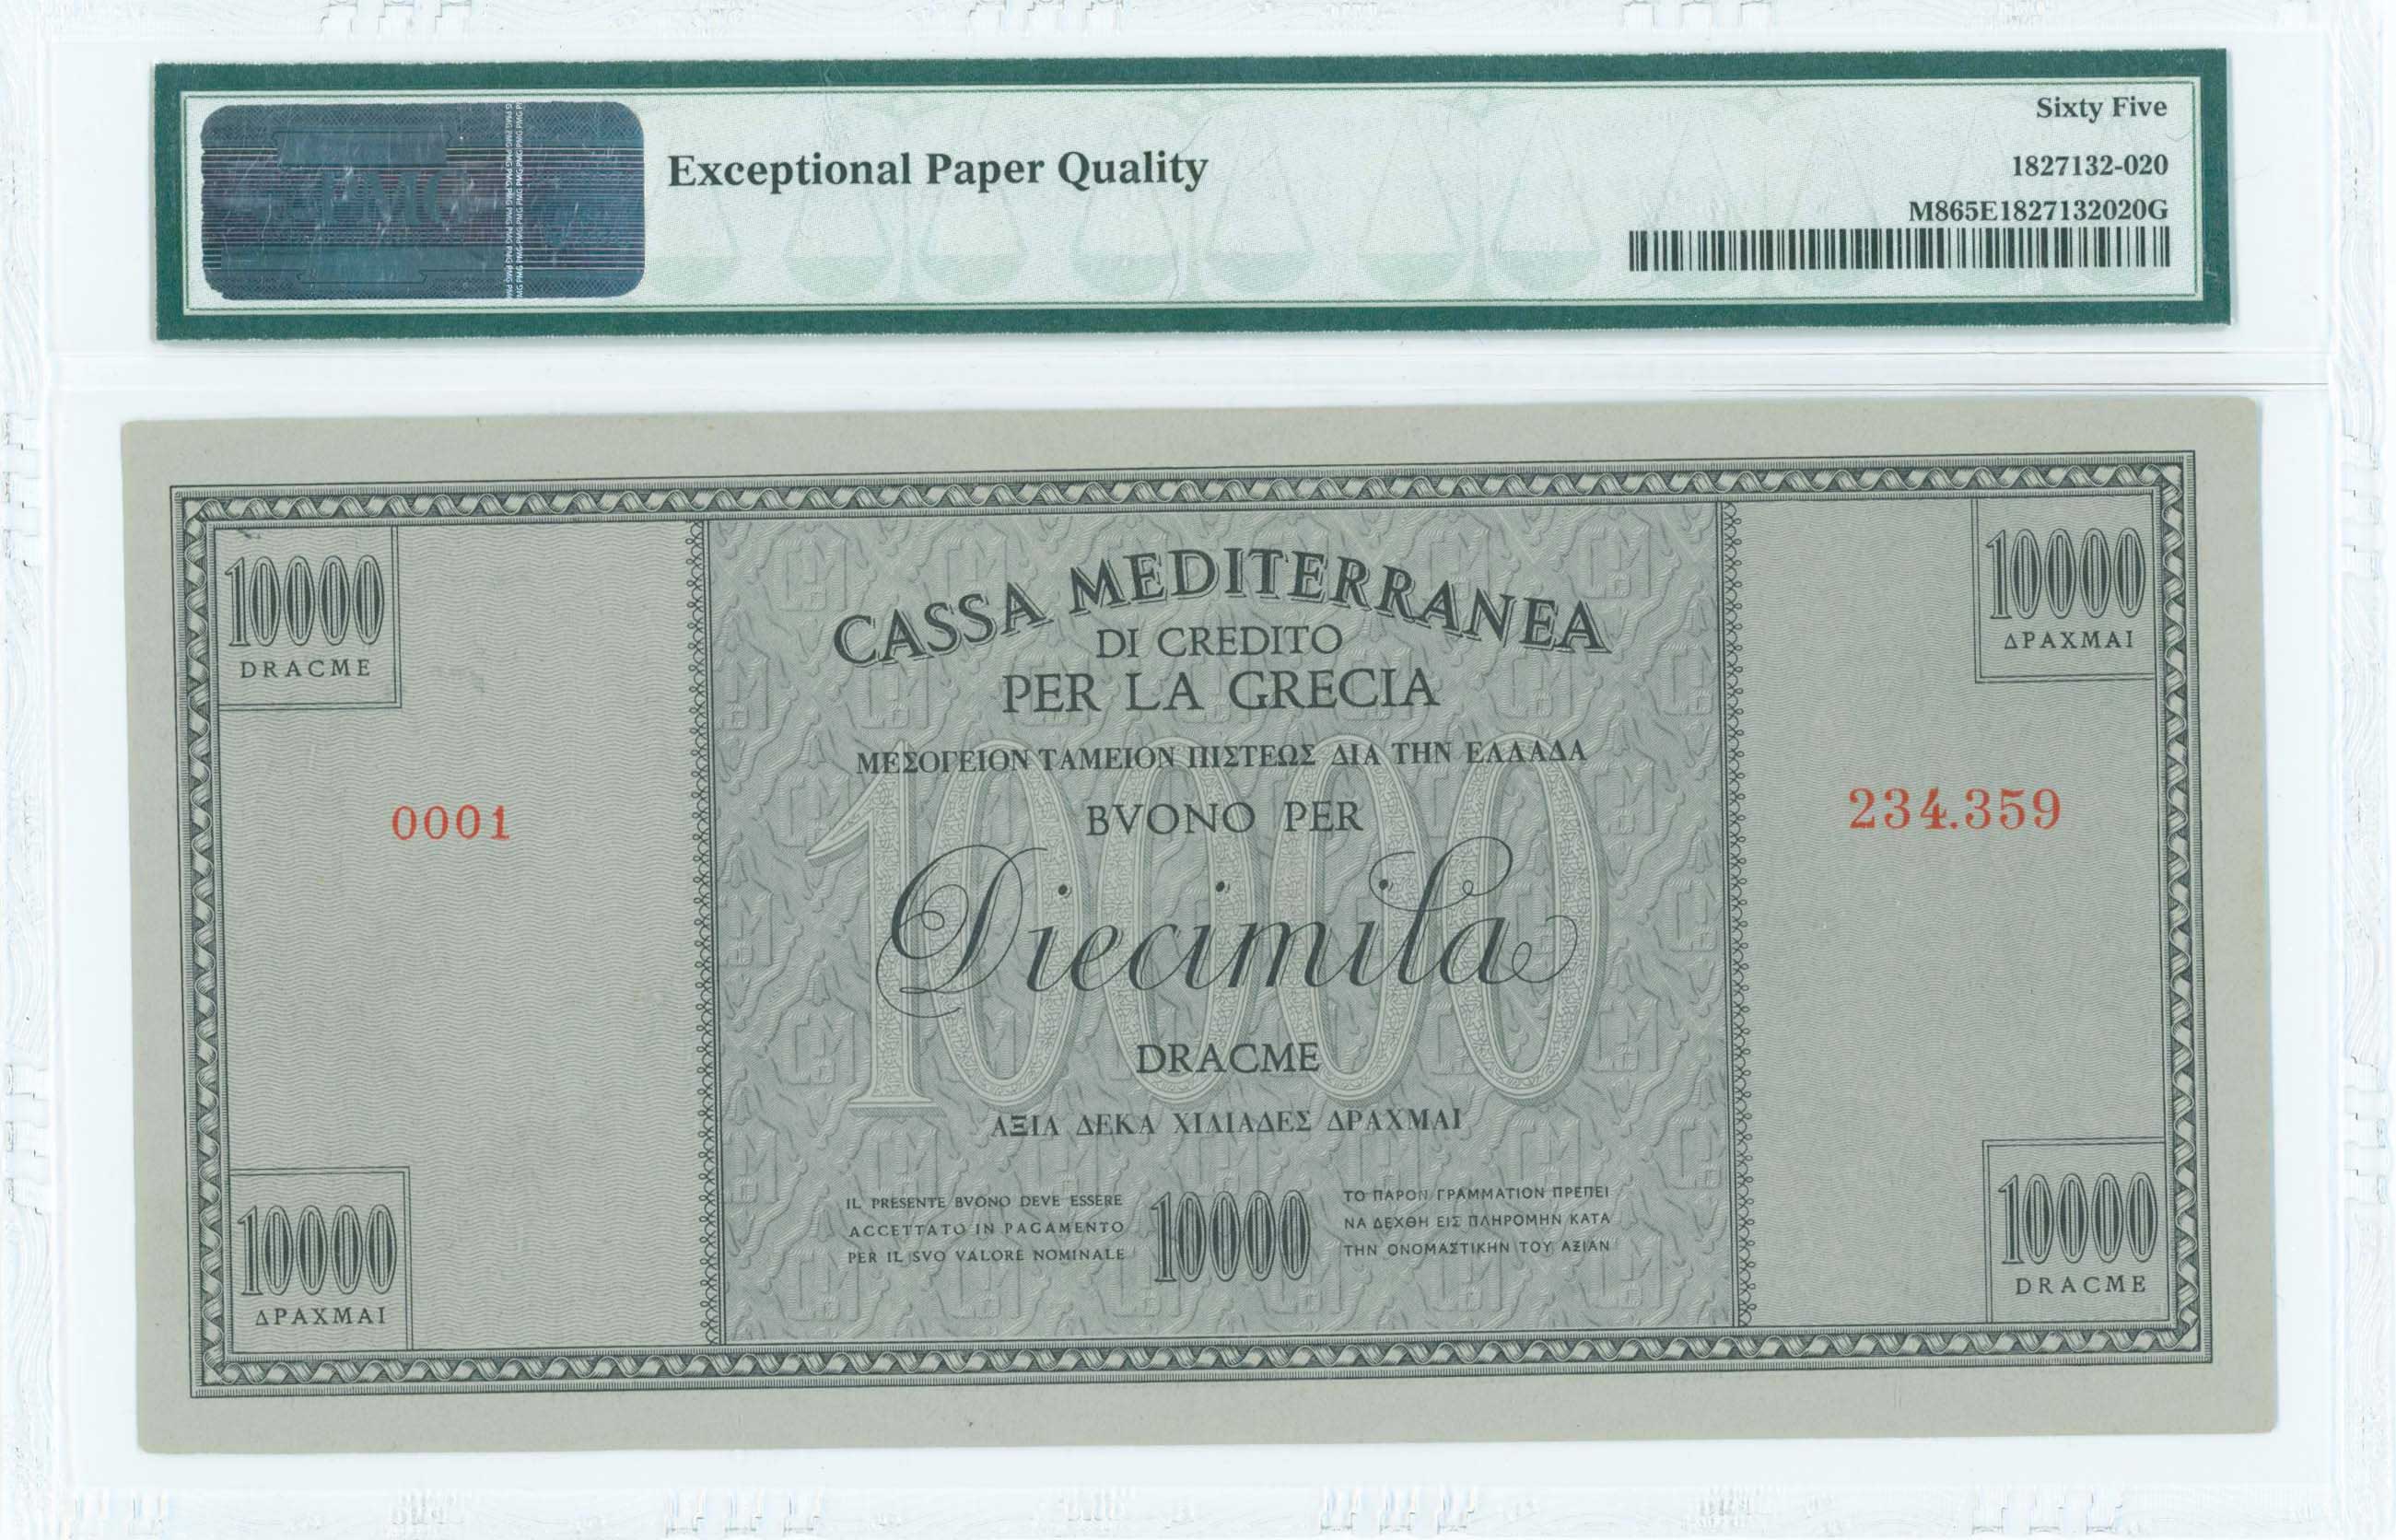 Sixty Five
Exceptional Paper Quality
1827132-020
M865E1827132020G
PMG
10000
DRACME
10000
ΔΡΑΧΜΑΙ
CASSA MEDITERRANEA
DI CREDITO
PER LA GRECIA
ΜΕΣΟΓΕΙΟΝ ΤΑΜΕΙΟΝ ΠΙΣΤΕΩΣ ΔΙΑ ΤΗΝ ΕΛΛΑΔΑ
0001
BVONO PER
234.359
10000
Diecimila
DRACME
ΑΞΙΑ ΔΕΚΑ ΧΙΛΙΑΔΕΣ ΔΡΑΧΜΑΙ
IL PRESENTE BVONO DEVE ESSERE
ACCETTATO IN PAGAMENTO
PER IL SVO VALORE NOMINALE
10000
ΤΟ ΠΑΡΟΝ ΓΡΑΜΜΑΤΙΟΝ ΠΡΕΠΕΙ
ΝΑ ΔΕΧΘΗ ΕΙΣ ΠΛΗΡΟΜΗΝ ΚΑΤΑ
ΤΗΝ ΟΝΟΜΑΣΤΙΚΗΝ ΤΟΥ ΑΞΙΑΝ
10000
ΔΡΑΧΜΑΙ
10000
DRACME